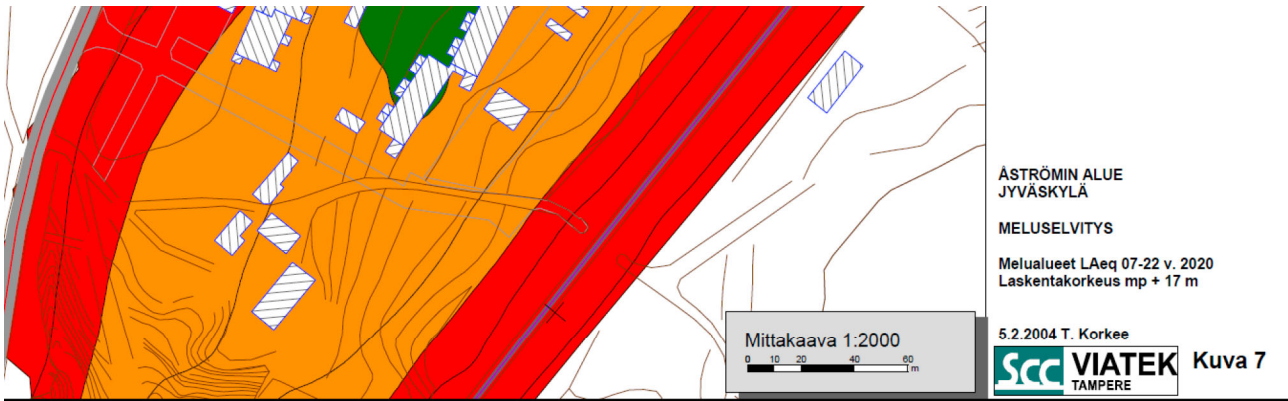 ÅSTRÖMIN ALUE
JYVÄSKYLÄ
MELUSELVITYS
Melualueet LAeq 07-22 v. 2020
Laskentakorkeus mp + 17 m
5.2.2004 T. Korkee
Mittakaava 1:2000
0 10 20 40 60
m
SCC VIATEK
TAMPERE
Kuva 7